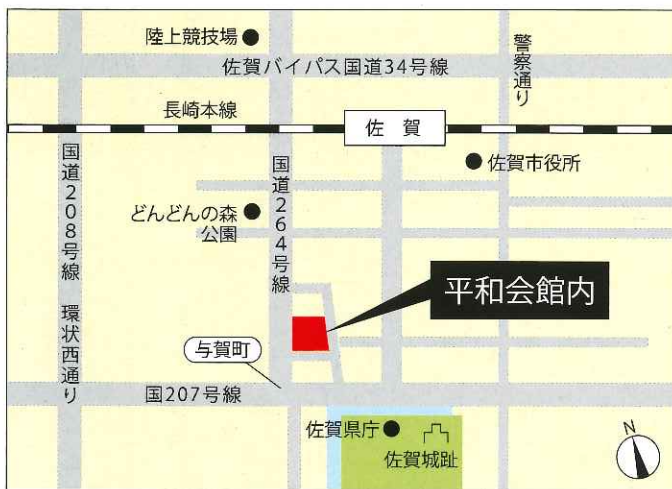 陸上競技場
佐賀バイパス国道34号線
警察通り
長崎本線
佐 賀
佐賀市役所
国道208号線 環状西通り
国道264号線
どんどんの森
公園
平和会館内
与賀町
国207号線
佐賀県庁
佐賀城趾
N